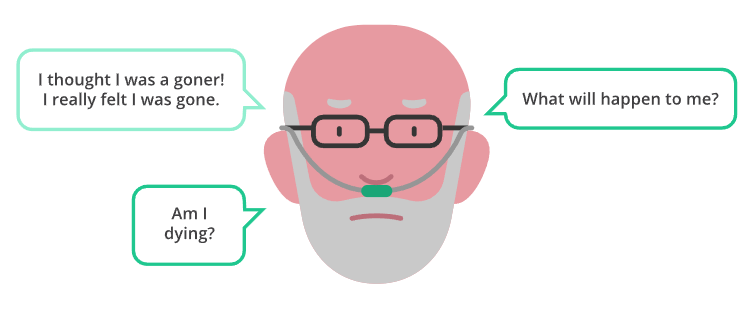 I thought I was a goner!
I really felt I was gone.
What will happen to me?
Am I
dying?